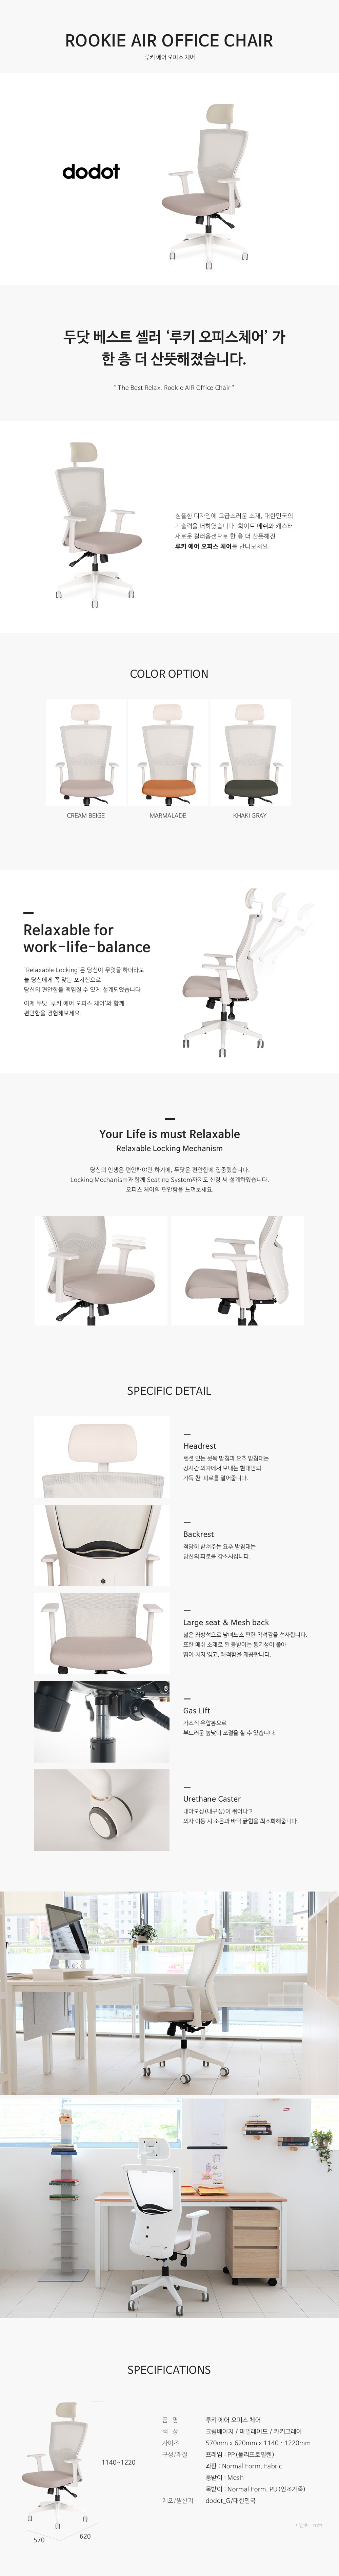 ROOKIE AIR OFFICE CHAIR
루키 에어 오피스 체어
dodot
두닷 베스트 셀러 ‘루키 오피스체어’ 가
한 층 더 산뜻해졌습니다.
" The Best Relax, Rookie AIR Office Chair "
심플한 디자인에 고급스러운 소재, 대한민국의
기술력을 더하였습니다. 화이트 메쉬와 캐스터,
새로운 컬러옵션으로 한 층 더 산뜻해진
루키 에어 오피스 체어를 만나보세요.
COLOR OPTION
CREAM BEIGE
MARMALADE
KHAKI GRAY
Relaxable for
work-life-balance
'Relaxable Locking'은 당신이 무엇을 하더라도
늘 당신에게 꼭 맞는 포지션으로
당신의 편안함을 책임질 수 있게 설계되었습니다
이제 두닷 '루키 에어 오피스 체어'와 함께
편안함을 경험해보세요.
Your Life is must Relaxable
Relaxable Locking Mechanism
당신의 인생은 편안해야만 하기에, 두닷은 편안함에 집중했습니다.
Locking Mechanism과 함께 Seating System까지도 신경 써 설계하였습니다.
오피스 체어의 편안함을 느껴보세요.
SPECIFIC DETAIL
Headrest
텐션 있는 뒷목 받침과 요추 받침대는
장시간 의자에서 보내는 현대인의
가득 찬 피로를 덜어줍니다.
Backrest
적당히 받쳐주는 요추 받침대는
당신의 피로를 감소시킵니다.
Large seat & Mesh back
넓은 좌방석으로 남녀노소 편한 착석감을 선사합니다.
또한 메쉬 소재로 된 등받이는 통기성이 좋아
땀이 차지 않고, 쾌적함을 제공합니다.
Gas Lift
가스식 유압봉으로
부드러운 높낮이 조절을 할 수 있습니다.
Urethane Caster
내마모성(내구성)이 뛰어나고
의자 이동 시 소음과 바닥 긁힘을 최소화해줍니다.
SPECIFICATIONS
1140~1220
570
620
품 명 루키 에어 오피스 체어
색 상 크림베이지 / 마멀레이드 / 카키그레이
사이즈 570mm x 620mm x 1140 ~1220mm
구성/재질 프레임 : PP(폴리프로필렌)
좌판 : Normal Form, Fabric
등받이 : Mesh
목받이 : Normal Form, PU(인조가죽)
제조/원산지 dodot_G/대한민국
* 단위 : mm